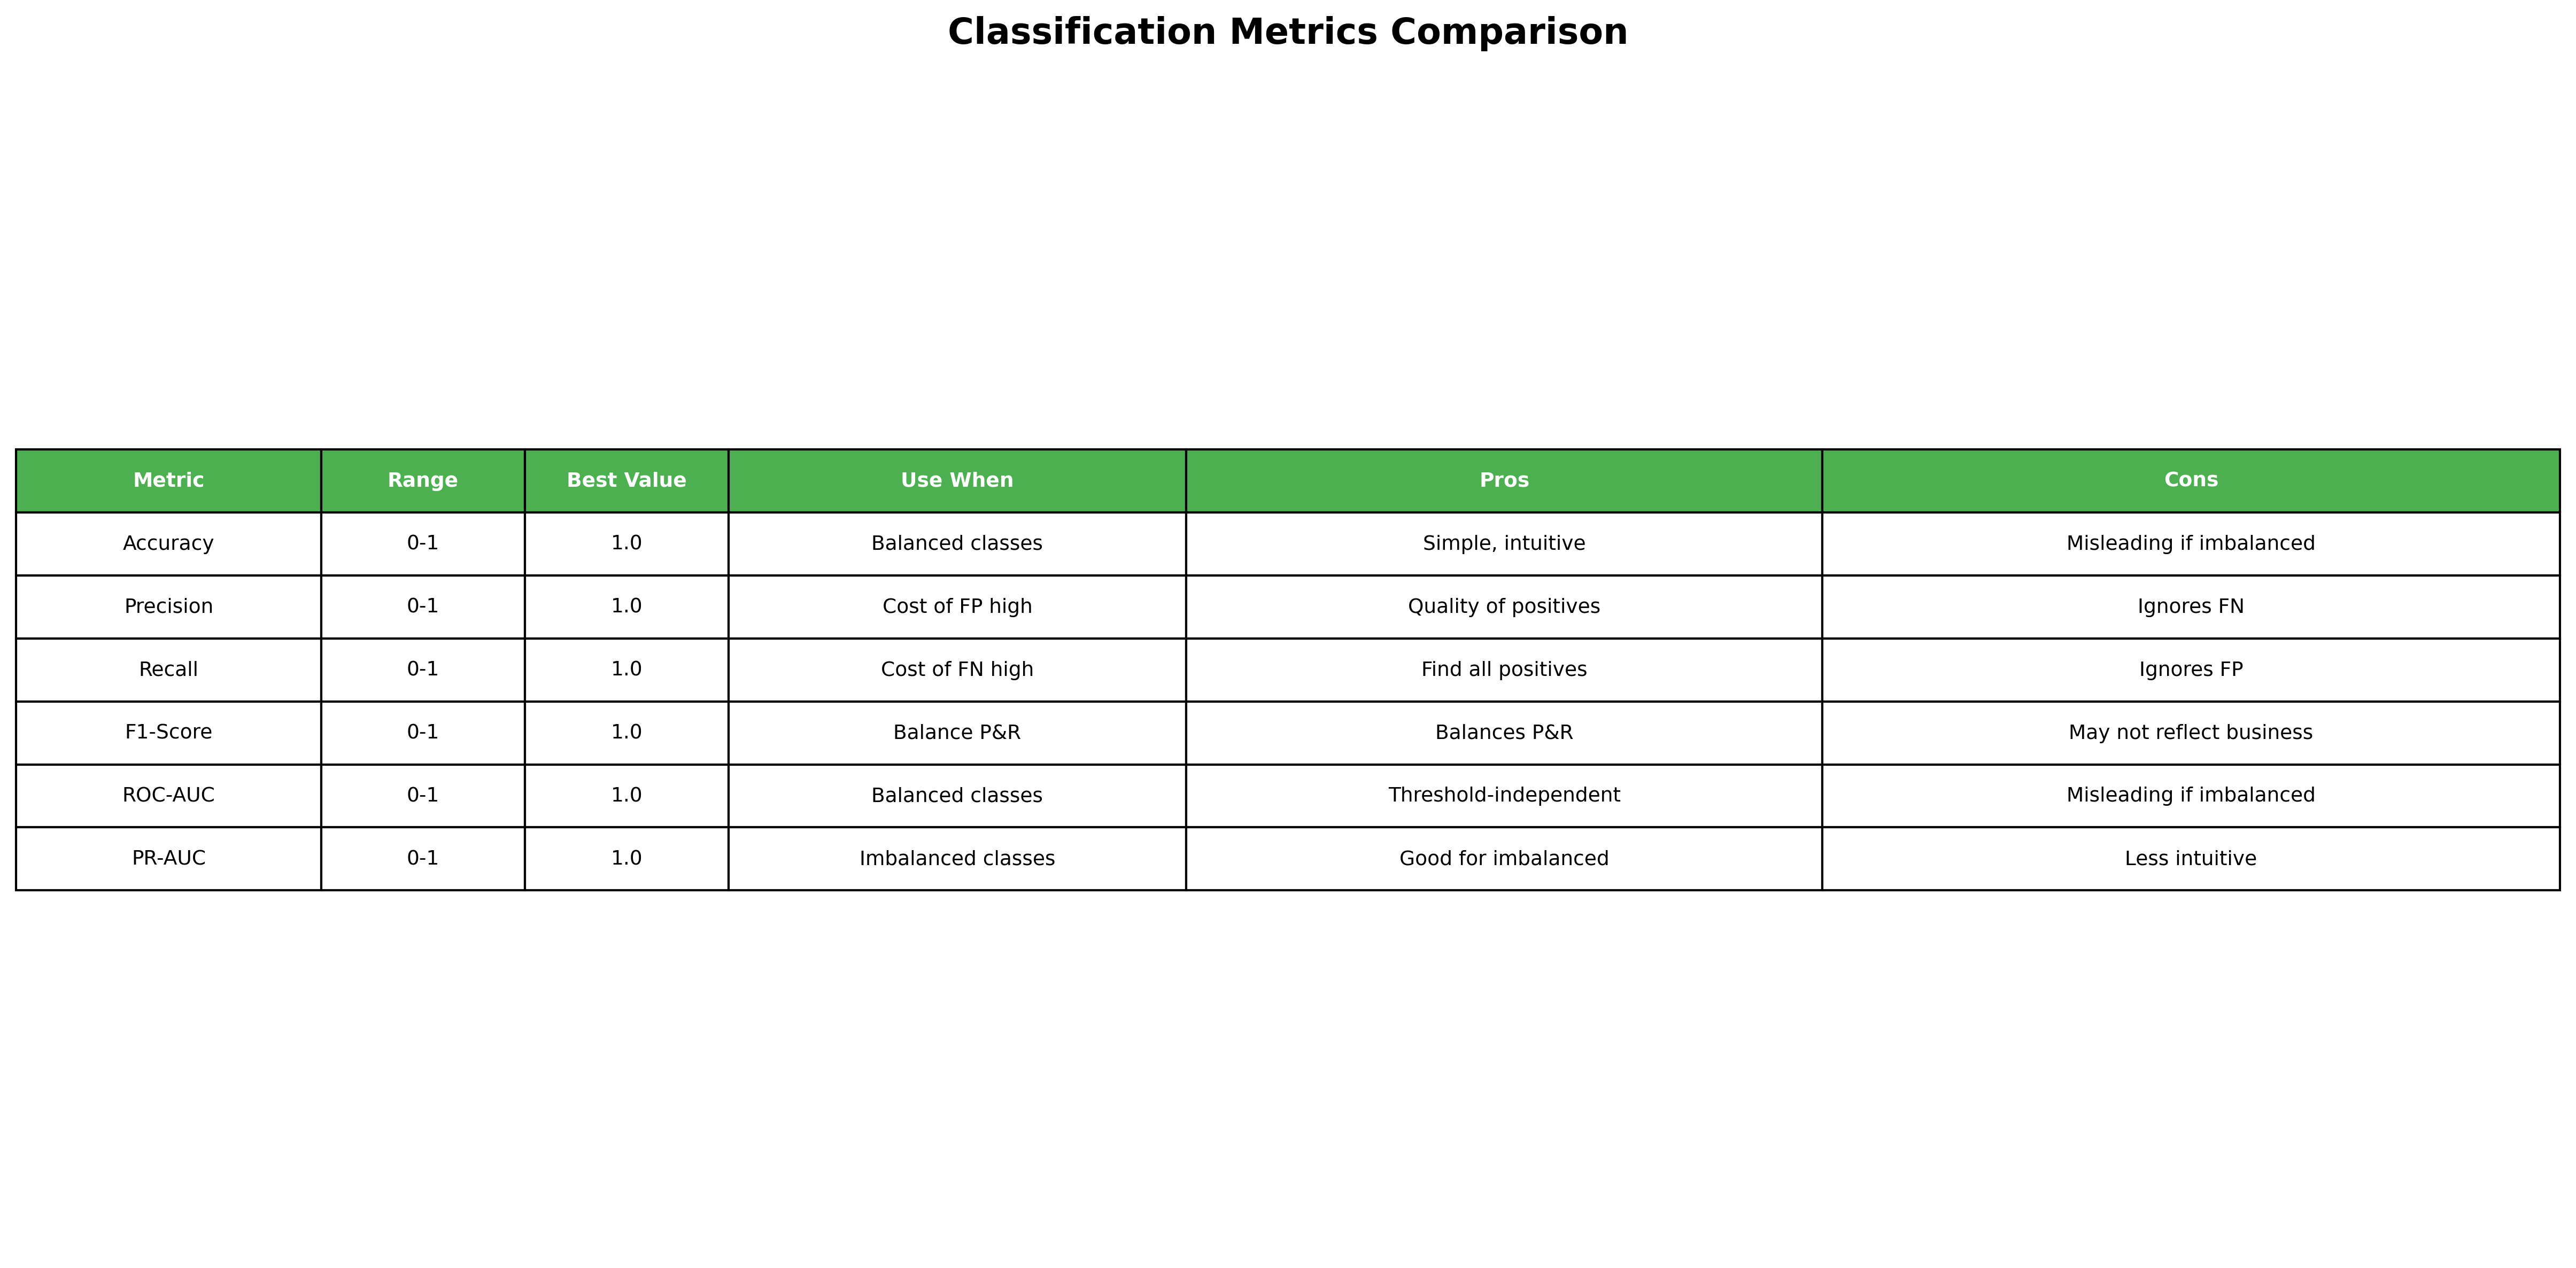 Classification Metrics Comparison
Metric Range Best Value Use When Pros Cons
Accuracy 0-1 1.0 Balanced classes Simple, intuitive Misleading if imbalanced
Precision 0-1 1.0 Cost of FP high Quality of positives Ignores FN
Recall 0-1 1.0 Cost of FN high Find all positives Ignores FP
F1-Score 0-1 1.0 Balance P&R Balances P&R May not reflect business
ROC-AUC 0-1 1.0 Balanced classes Threshold-independent Misleading if imbalanced
PR-AUC 0-1 1.0 Imbalanced classes Good for imbalanced Less intuitive